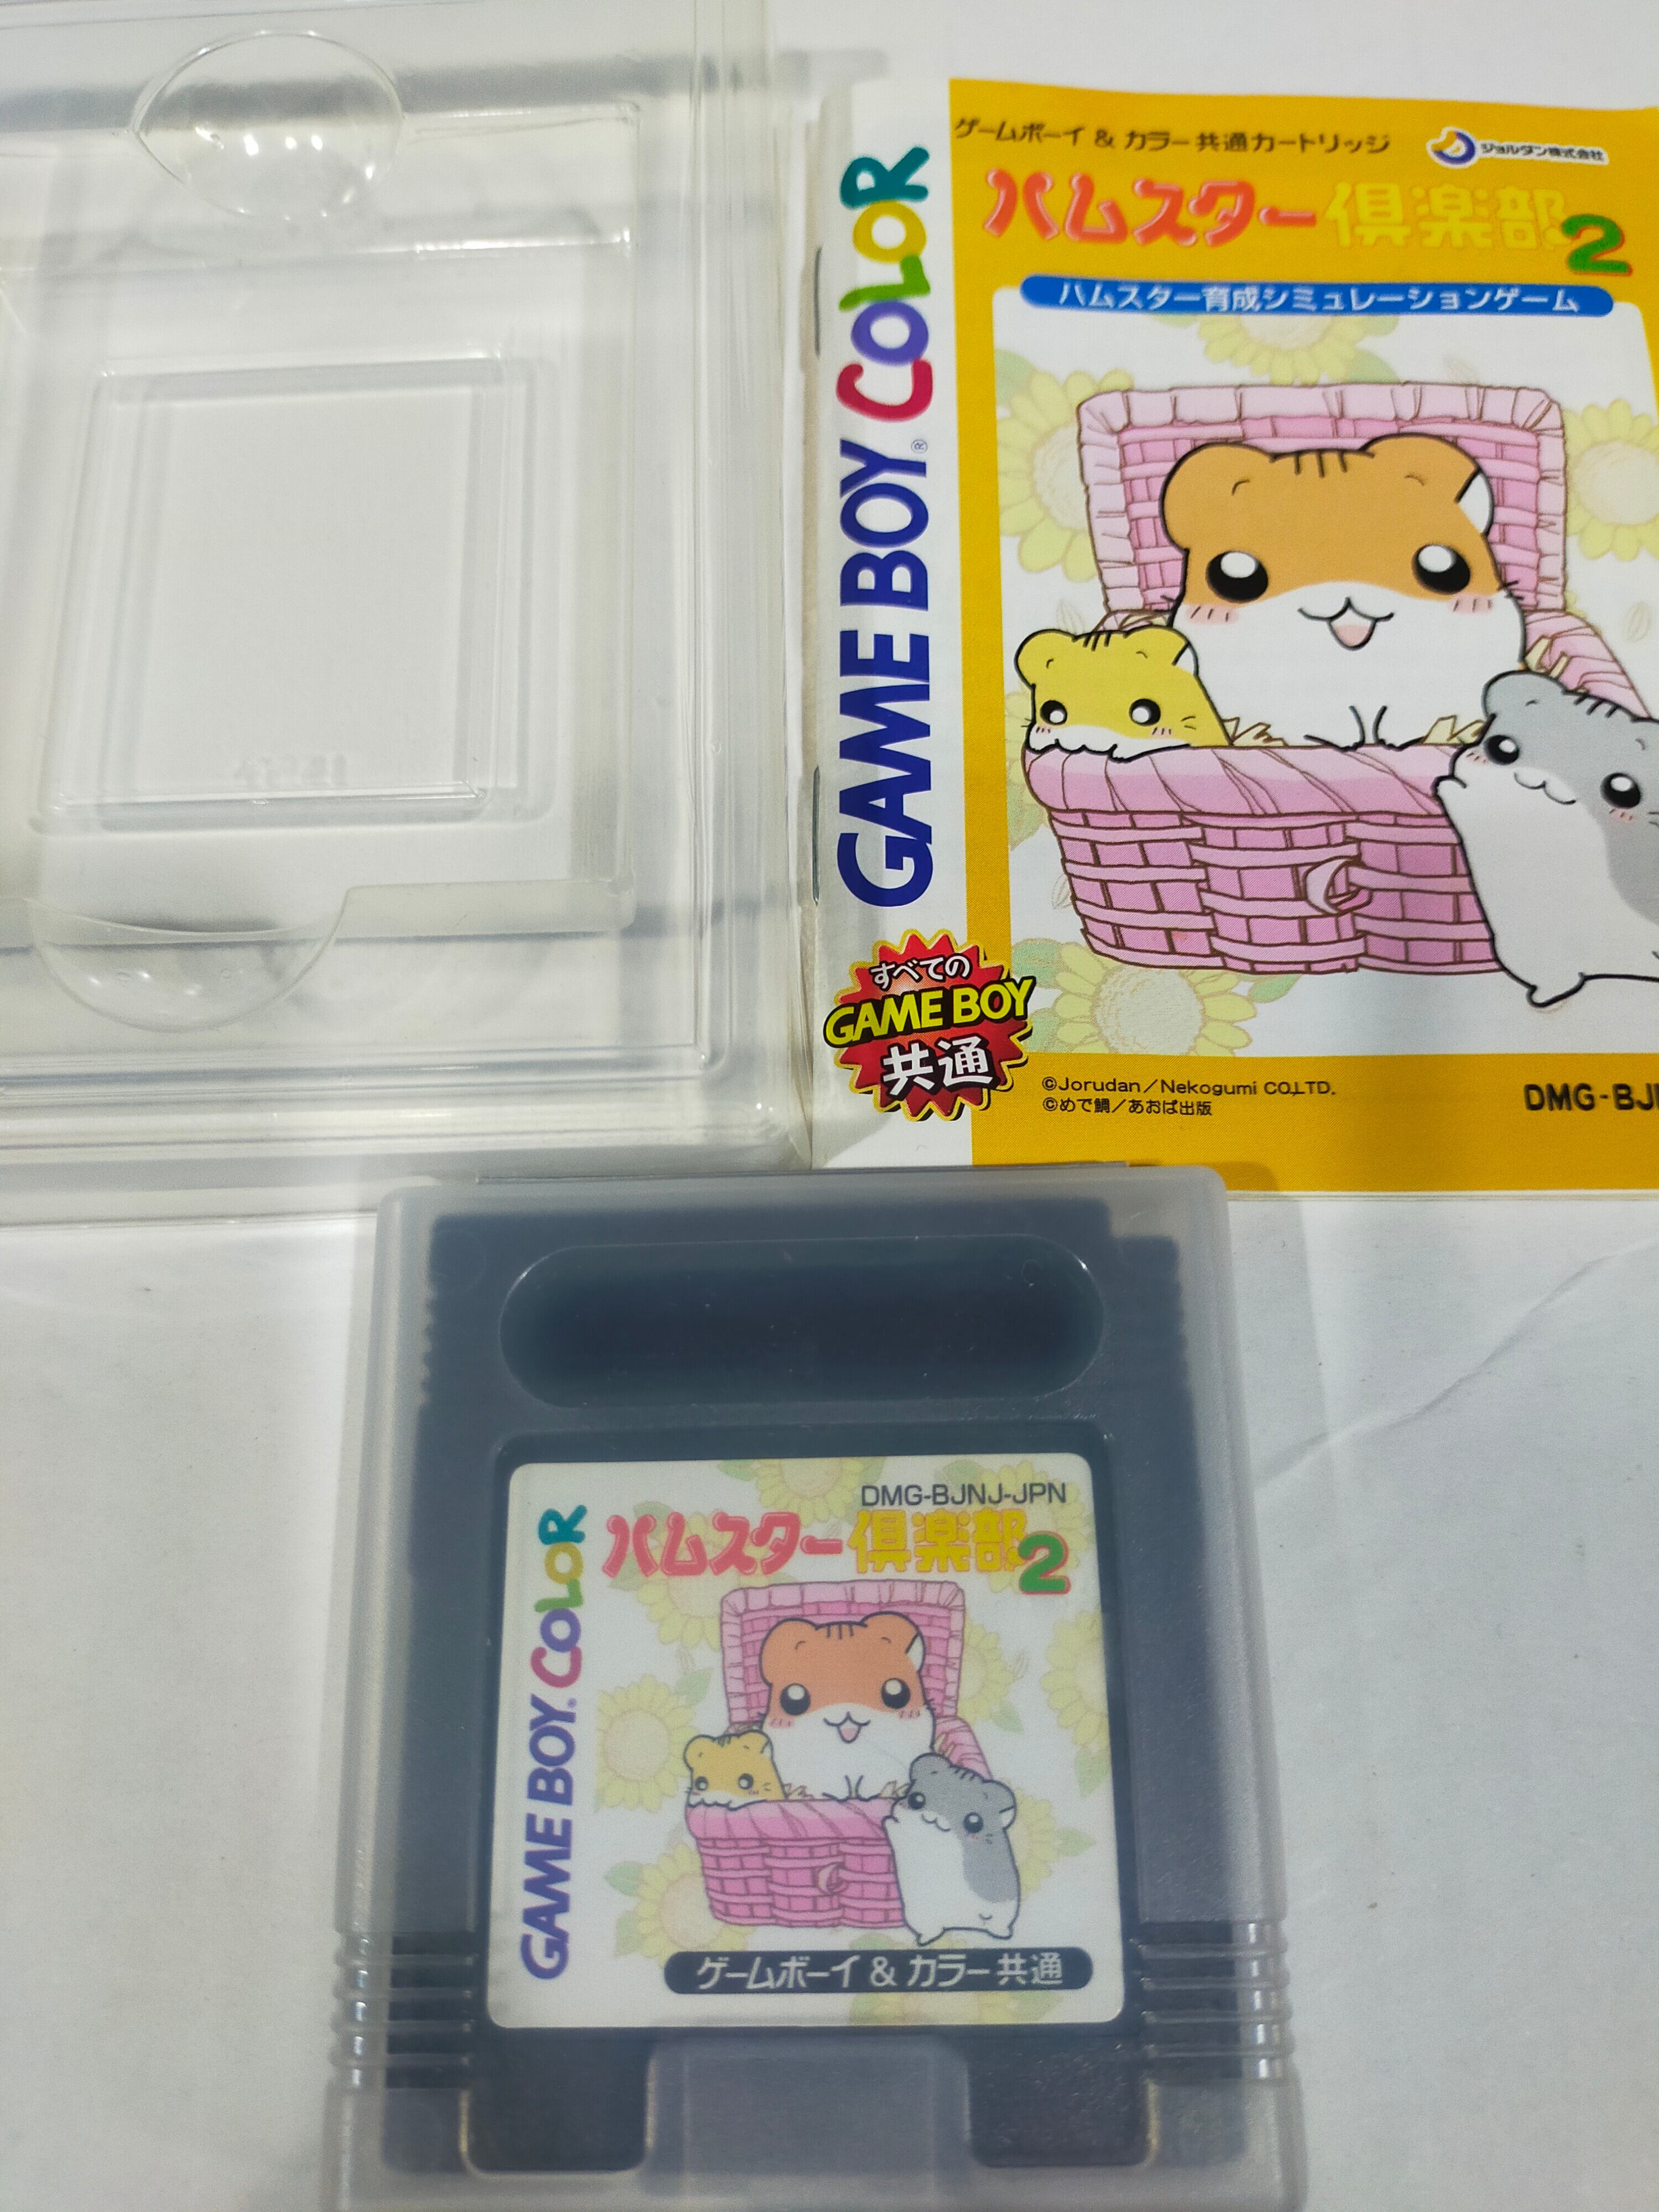 ゲームボーイ & カラー共通カートリッジ
ジョルダン株式会社
ハムスター倶楽部2
ハムスター育成シミュレーションゲーム
GAME BOY COLOR
すべての
GAME BOY
共通
©Jorudan/Nekogumi CO.,LTD.
©めで鯛/あおば出版
DMG-BJ
DMG-BJNJ-JPN
ハムスター倶楽部2
GAME BOY COLOR
ゲームボーイ & カラー共通